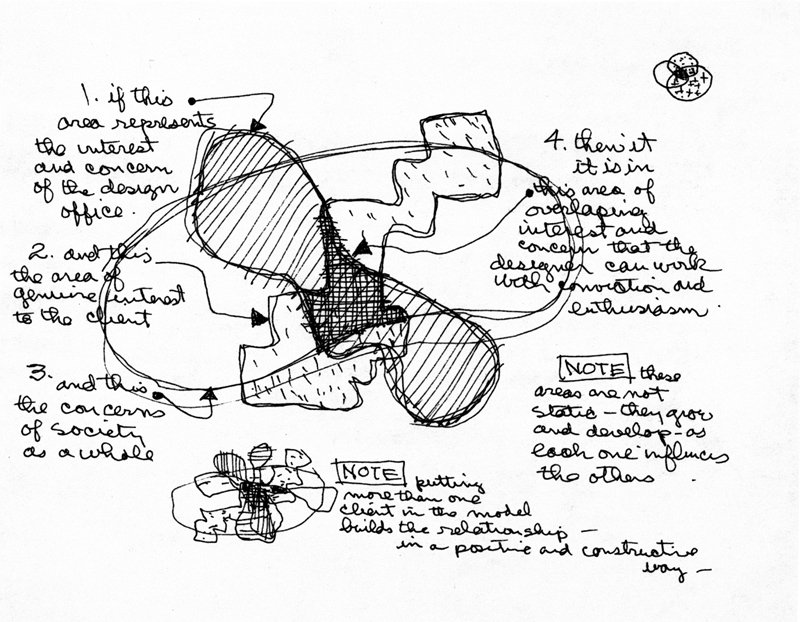 1. if this
area represents
the interest
and concern
of the design
office.
2. and this
the area of
genuine interest
to the client
3. and this
the concerns
of society
as a whole
4. then it
it is in
this area of
overlaping
interest and
concern that the
designer can work
with conviction and
enthusiasm.
NOTE these
areas are not
static – they grow
and develop – as
each one influences
the others.
NOTE putting
more than one
client in the model
builds the relationship –
in a positive and constructive
way –